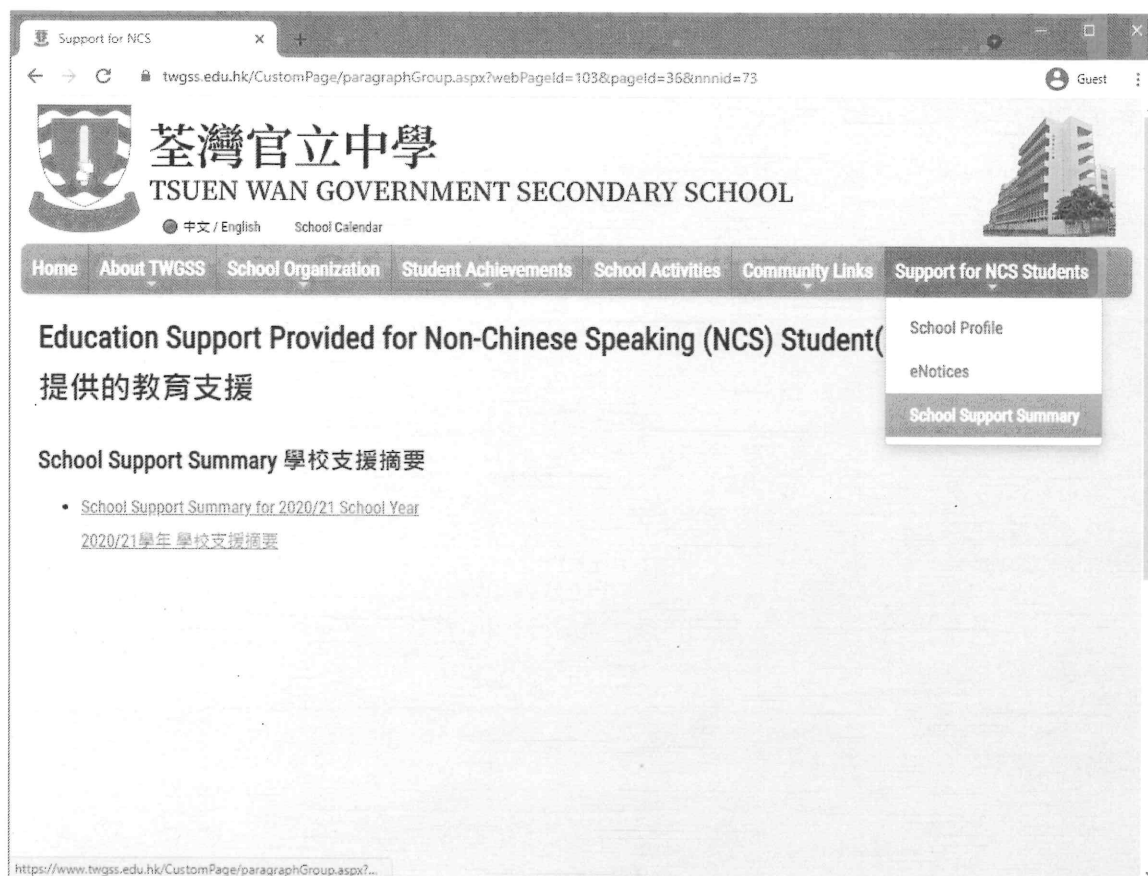 Support for NCS
twgss.edu.hk/CustomPage/paragraphGroup.aspx?webPageId=103&pageId=36&nnnid=73
Guest
荃灣官立中學
TSUEN WAN GOVERNMENT SECONDARY SCHOOL
中文 / English School Calendar
Home About TWGSS School Organization Student Achievements School Activities Community Links Support for NCS Students
School Profile
eNotices
School Support Summary
Education Support Provided for Non-Chinese Speaking (NCS) Student(
提供的教育支援
School Support Summary 學校支援摘要
• School Support Summary for 2020/21 School Year
2020/21學年 學校支援摘要
https://www.twgss.edu.hk/CustomPage/paragraphGroup.aspx?...